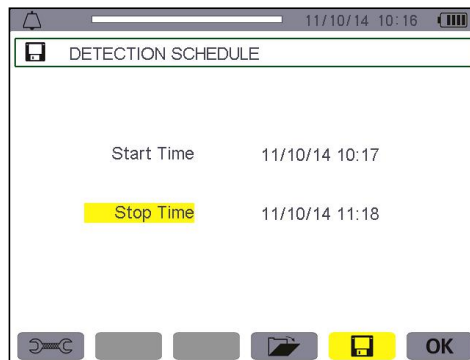 11/10/14 10:16
DETECTION SCHEDULE
Start Time 11/10/14 10:17
Stop Time 11/10/14 11:18
OK